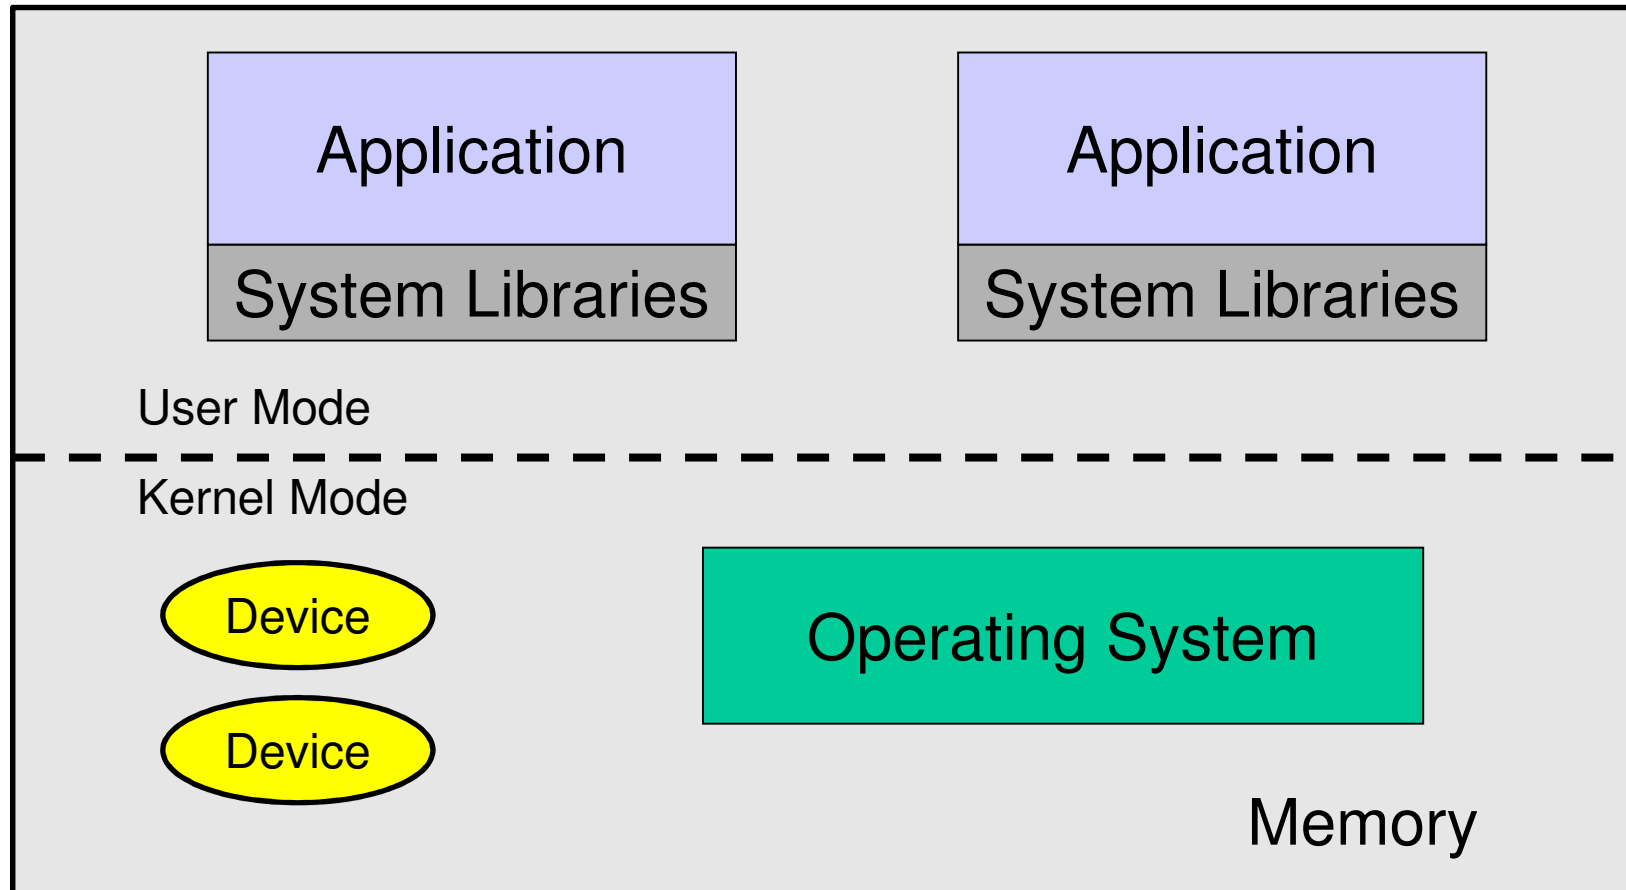 Application
Application
System Libraries
System Libraries
User Mode
Kernel Mode
Device
Operating System
Device
Memory